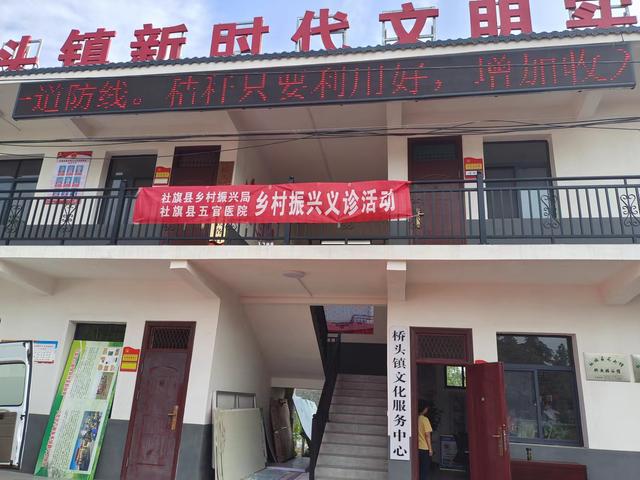 头镇新时代文明实
一道防线。秸秆只要利用好，增加收入
社旗县乡村振兴局
社旗县五官医院
乡村振兴义诊活动
桥头镇文化服务中心